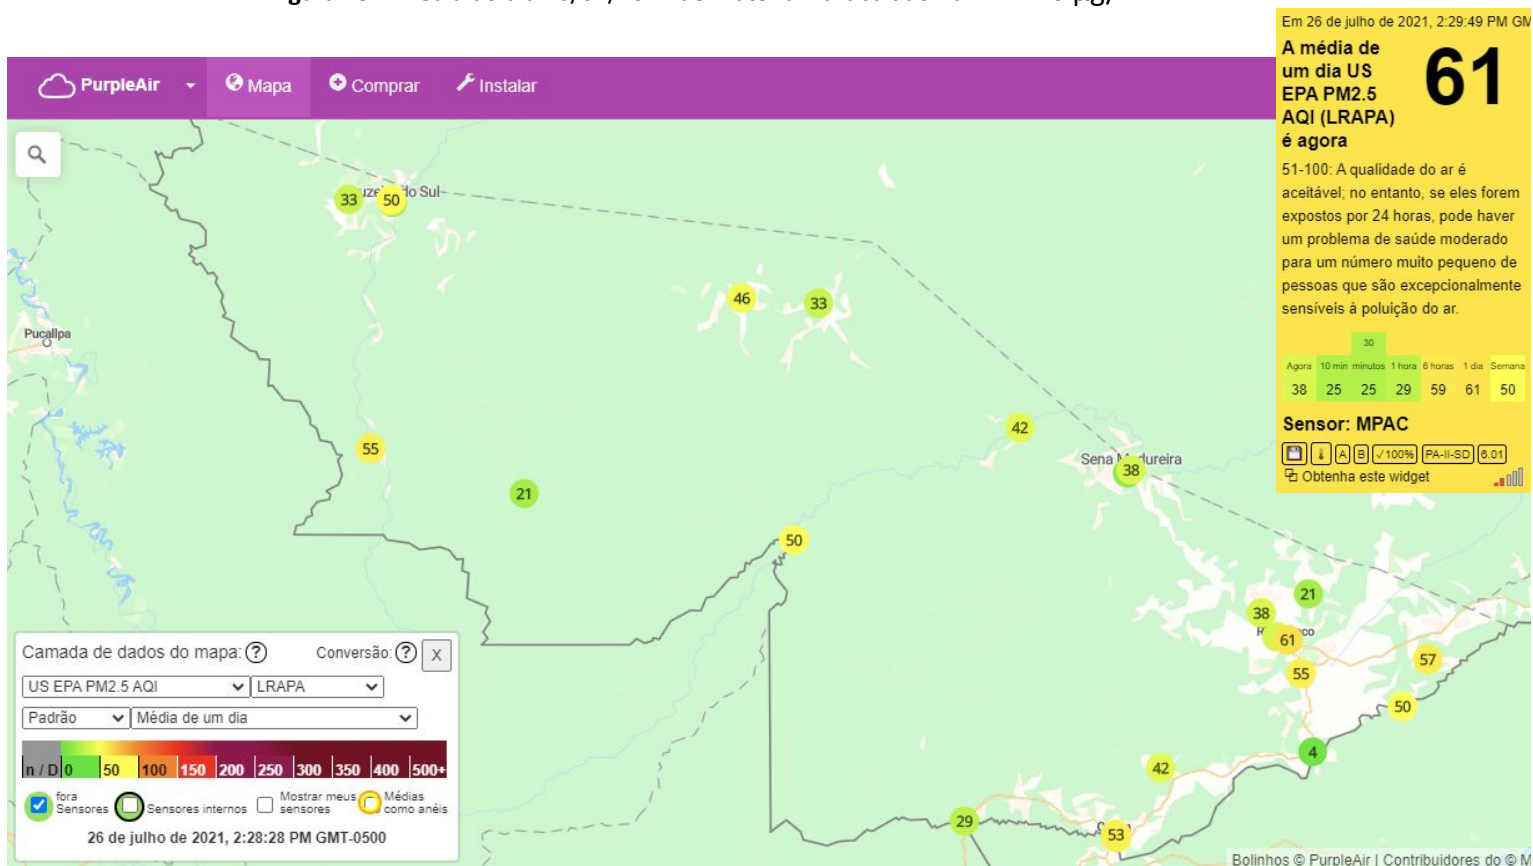 Em 26 de julho de 2021, 2:29:49 PM GM
A média de
um dia US
EPA PM2.5
AQI (LRAPA)
é agora
61
51-100: A qualidade do ar é
aceitável; no entanto, se eles forem
expostos por 24 horas, pode haver
um problema de saúde moderado
para um número muito pequeno de
pessoas que são excepcionalmente
sensíveis à poluição do ar.
30
Agora 10 min minutos 1 hora 6 horas 1 dia Semana
38 25 25 29 59 61 50
Sensor: MPAC
A B ✓100% PA-II-SD 6.01
Obtenha este widget
PurpleAir Mapa Comprar Instalar
33 50 do Sul
46 33
Pucallpa
42
55
Sena Madureira
38
21
50
21
38
61
57
55
50
4
42
29
53
Camada de dados do mapa: ? Conversão: ? X
US EPA PM2.5 AQI LRAPA
Padrão Média de um dia
n / D 0 50 100 150 200 250 300 350 400 500+
fora
Sensores
Sensores internos
Mostrar meus
sensores
Médias
como anéis
26 de julho de 2021, 2:28:28 PM GMT-0500
Bolinhos © PurpleAir | Contribuidores do © M